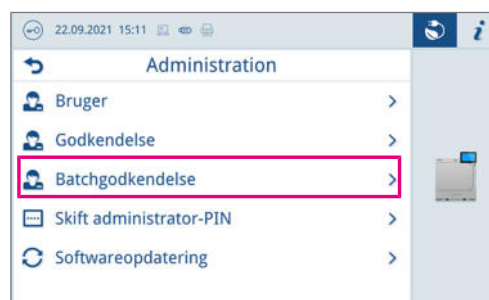 22.09.2021 15:11
Administration
Bruger
Godkendelse
Batchgodkendelse
Skift administrator-PIN
Softwareopdatering